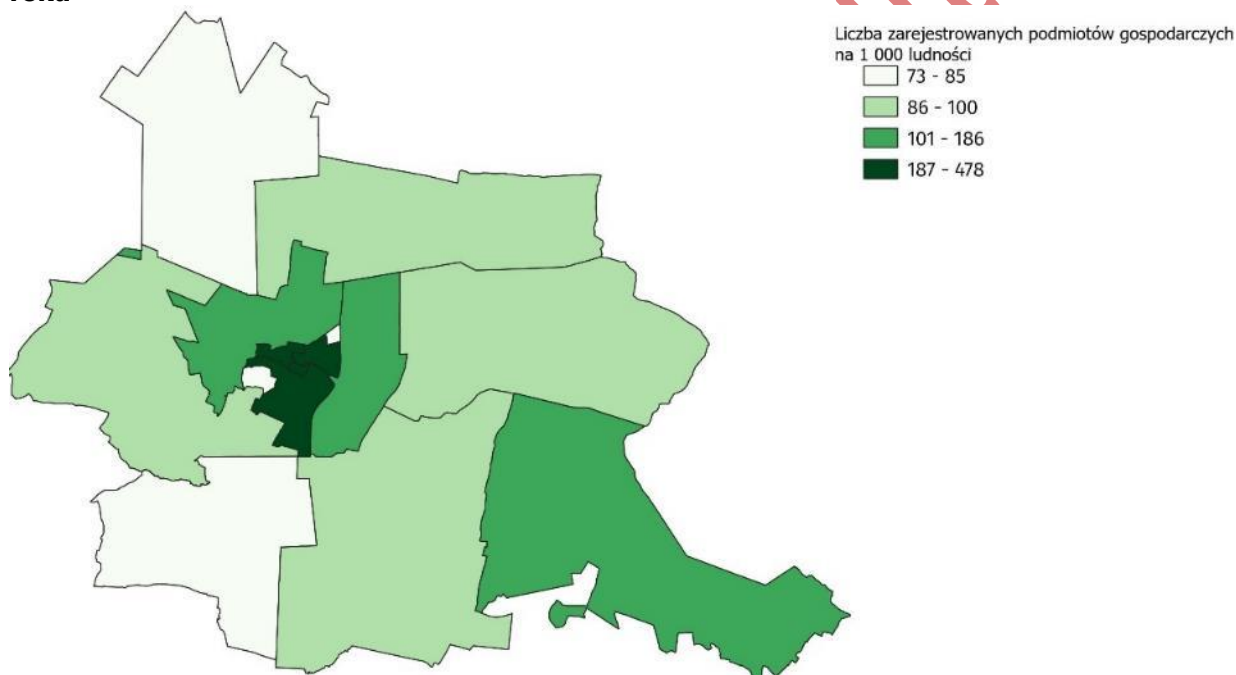 Liczba zarejestrowanych podmiotów gospodarczych
na 1 000 ludności
73 - 85
86 - 100
101 - 186
187 - 478